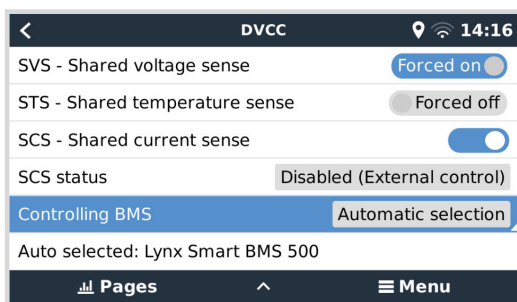 DVCC 14:16
SVS - Shared voltage sense Forced on
STS - Shared temperature sense Forced off
SCS - Shared current sense
SCS status Disabled (External control)
Controlling BMS Automatic selection
Auto selected: Lynx Smart BMS 500
Pages Menu